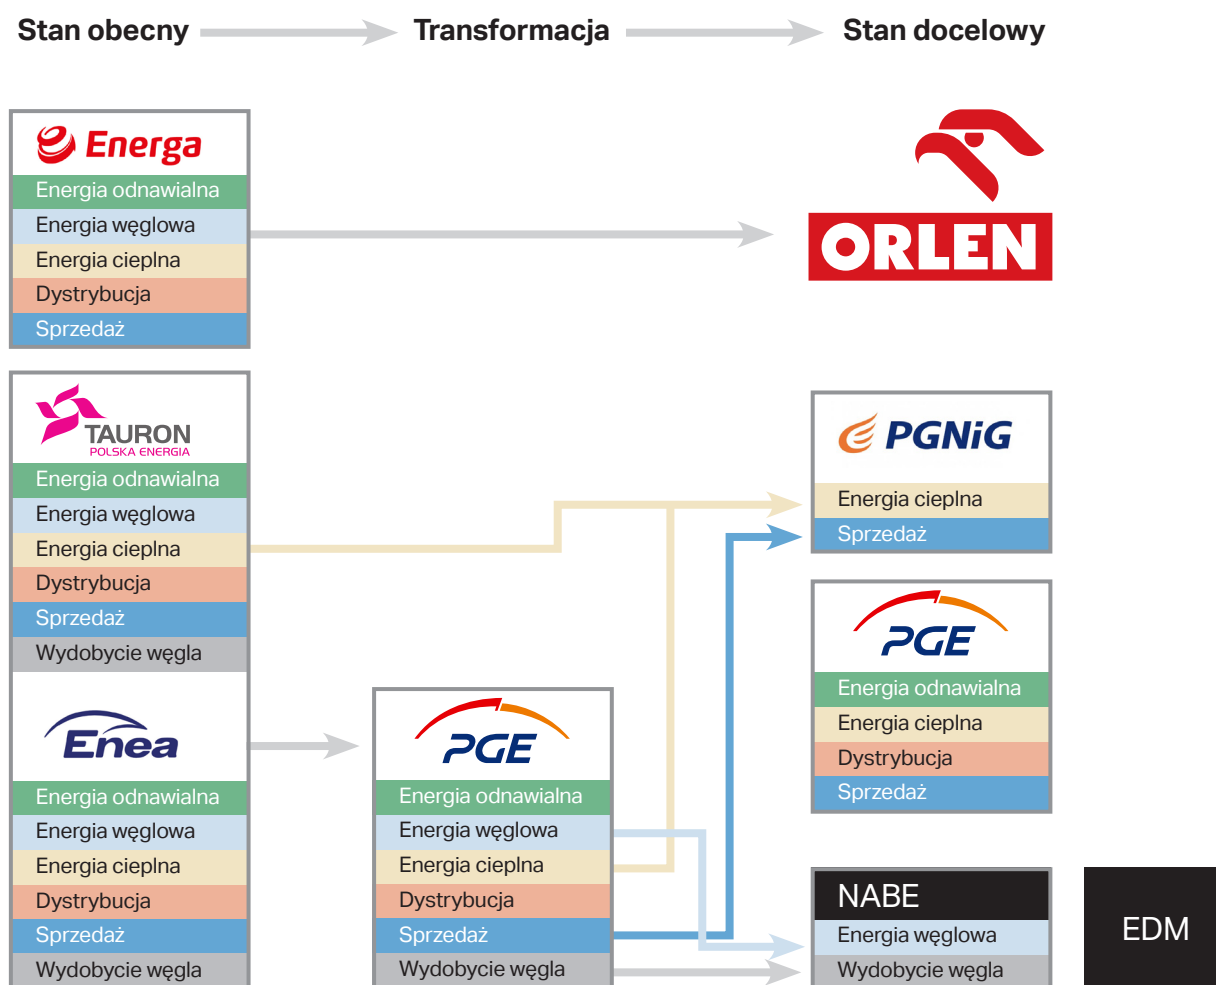 Stan obecny
Transformacja
Stan docelowy
Energa
Energia odnawialna
Energia węglowa
Energia cieplna
Dystrybucja
Sprzedaż
ORLEN
TAURON
POLSKA ENERGIA
Energia odnawialna
Energia węglowa
Energia cieplna
Dystrybucja
Sprzedaż
Wydobycie węgla
Enea
Energia odnawialna
Energia węglowa
Energia cieplna
Dystrybucja
Sprzedaż
Wydobycie węgla
PGE
Energia odnawialna
Energia węglowa
Energia cieplna
Dystrybucja
Sprzedaż
Wydobycie węgla
PGNiG
Energia cieplna
Sprzedaż
PGE
Energia odnawialna
Energia cieplna
Dystrybucja
Sprzedaż
NABE
Energia węglowa
Wydobycie węgla
EDM